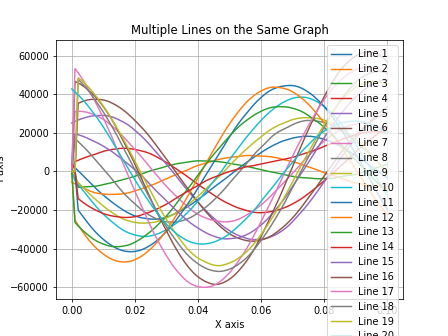 Multiple Lines on the Same Graph
60000
40000
20000
0
−20000
−40000
−60000
0.00
0.02
0.04
0.06
X axis
Line 1
Line 2
Line 3
Line 4
Line 5
Line 6
Line 7
Line 8
Line 9
Line 10
Line 11
Line 12
Line 13
Line 14
Line 15
Line 16
Line 17
Line 18
Line 19
Line 20